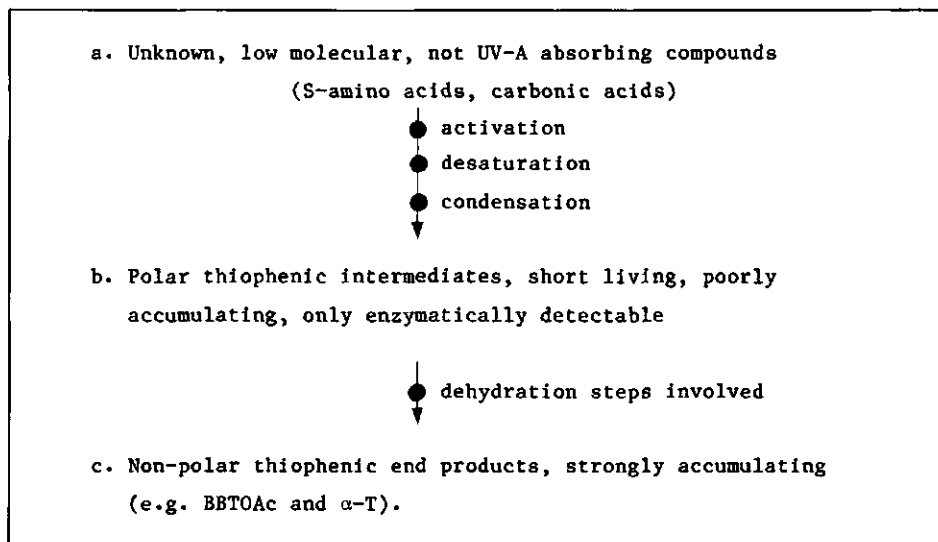 a. Unknown, low molecular, not UV-A absorbing compounds
(S-amino acids, carbonic acids)
activation
desaturation
condensation
b. Polar thiophenic intermediates, short living, poorly
accumulating, only enzymatically detectable
dehydration steps involved
c. Non-polar thiophenic end products, strongly accumulating
(e.g. BBTOAc and α-T).